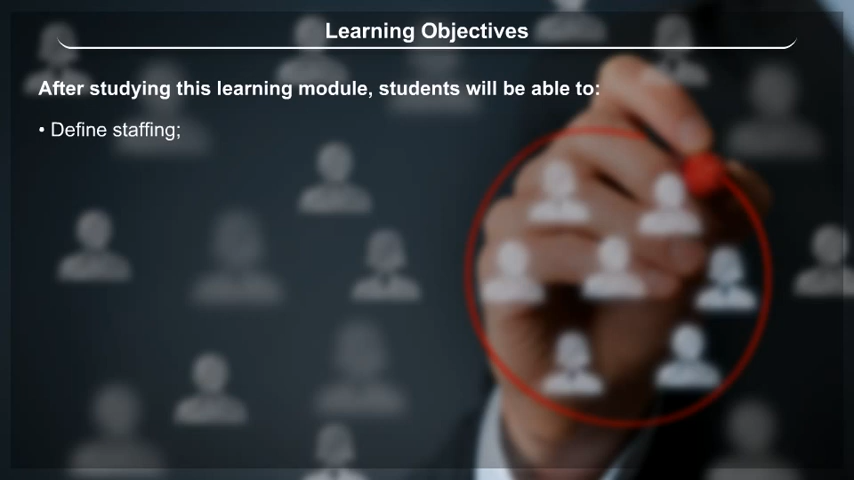 Learning Objectives
After studying this learning module, students will be able to:
• Define staffing;